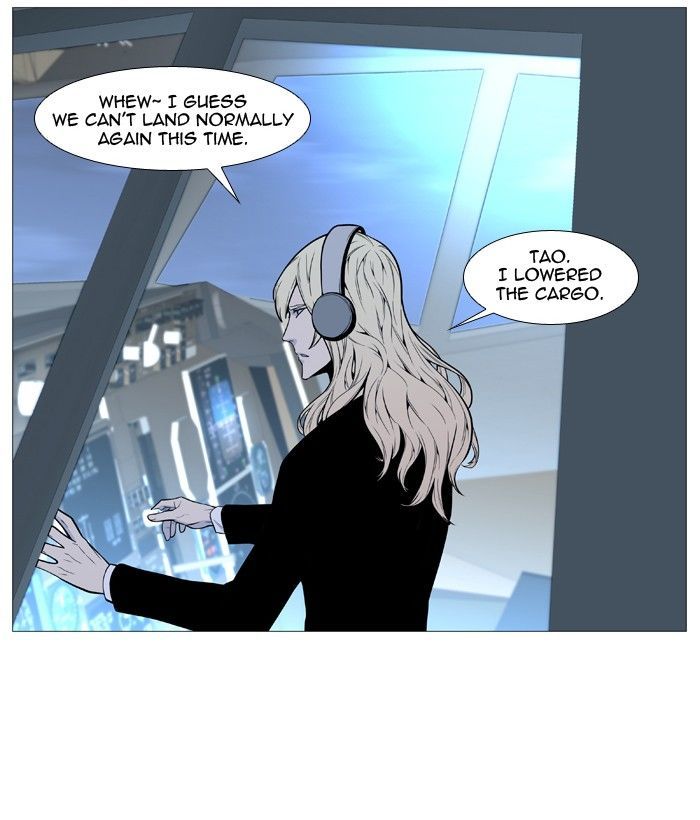 WHEW~ I GUESS
WE CAN'T LAND NORMALLY
AGAIN THIS TIME.
TAO.
I LOWERED
THE CARGO.